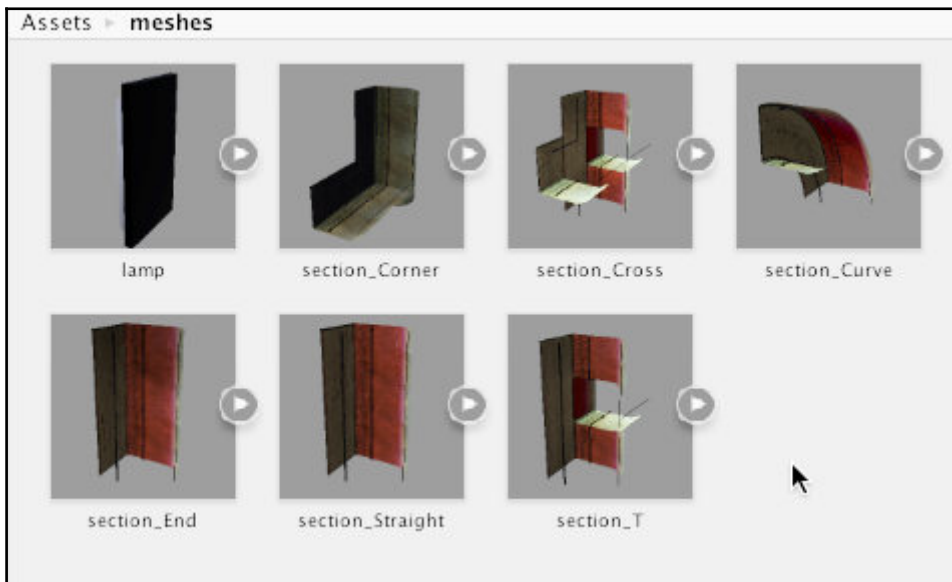 Assets ▸ meshes
lamp section_Corner section_Cross section_Curve
section_End section_Straight section_T